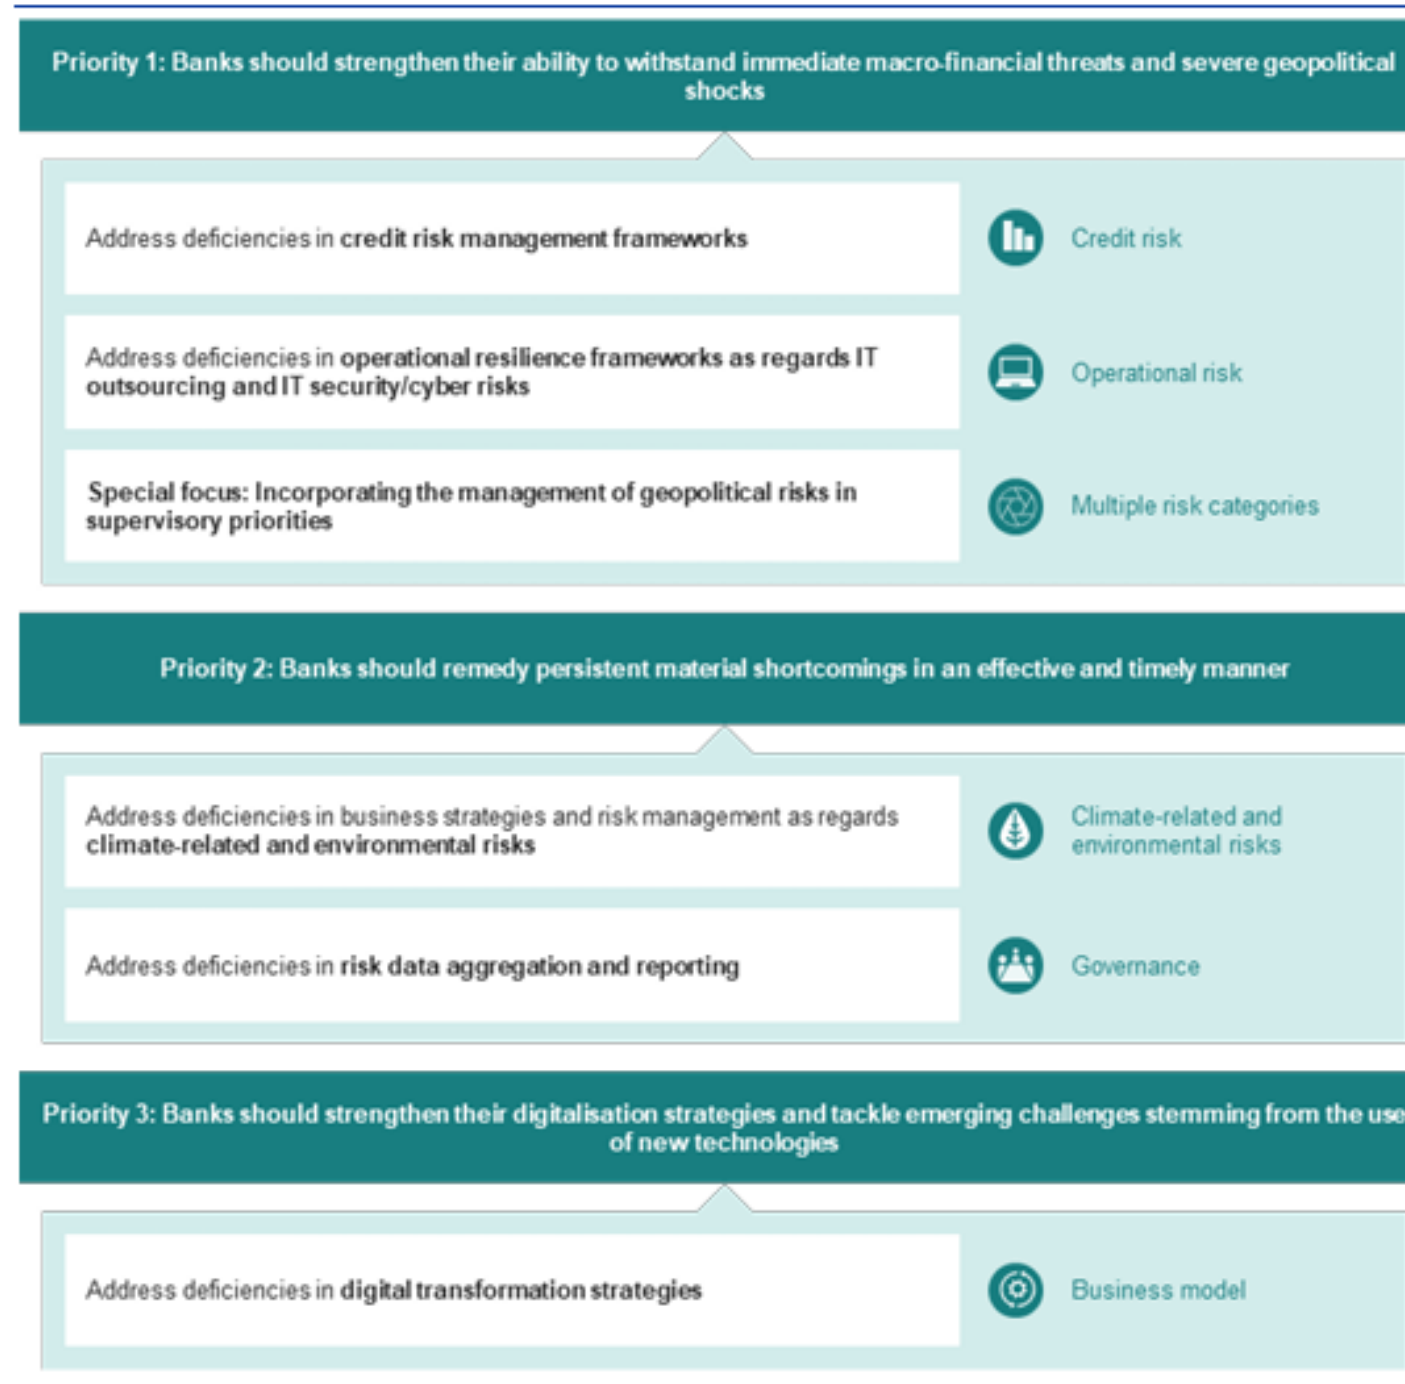 Priority 1: Banks should strengthen their ability to withstand immediate macro-financial threats and severe geopolitical
shocks
Address deficiencies in credit risk management frameworks
Credit risk
Address deficiencies in operational resilience frameworks as regards IT
outsourcing and IT security/cyber risks
Operational risk
Special focus: Incorporating the management of geopolitical risks in
supervisory priorities
Multiple risk categories
Priority 2: Banks should remedy persistent material shortcomings in an effective and timely manner
Address deficiencies in business strategies and risk management as regards
climate-related and environmental risks
Climate-related and
environmental risks
Address deficiencies in risk data aggregation and reporting
Governance
Priority 3: Banks should strengthen their digitalisation strategies and tackle emerging challenges stemming from the use
of new technologies
Address deficiencies in digital transformation strategies
Business model